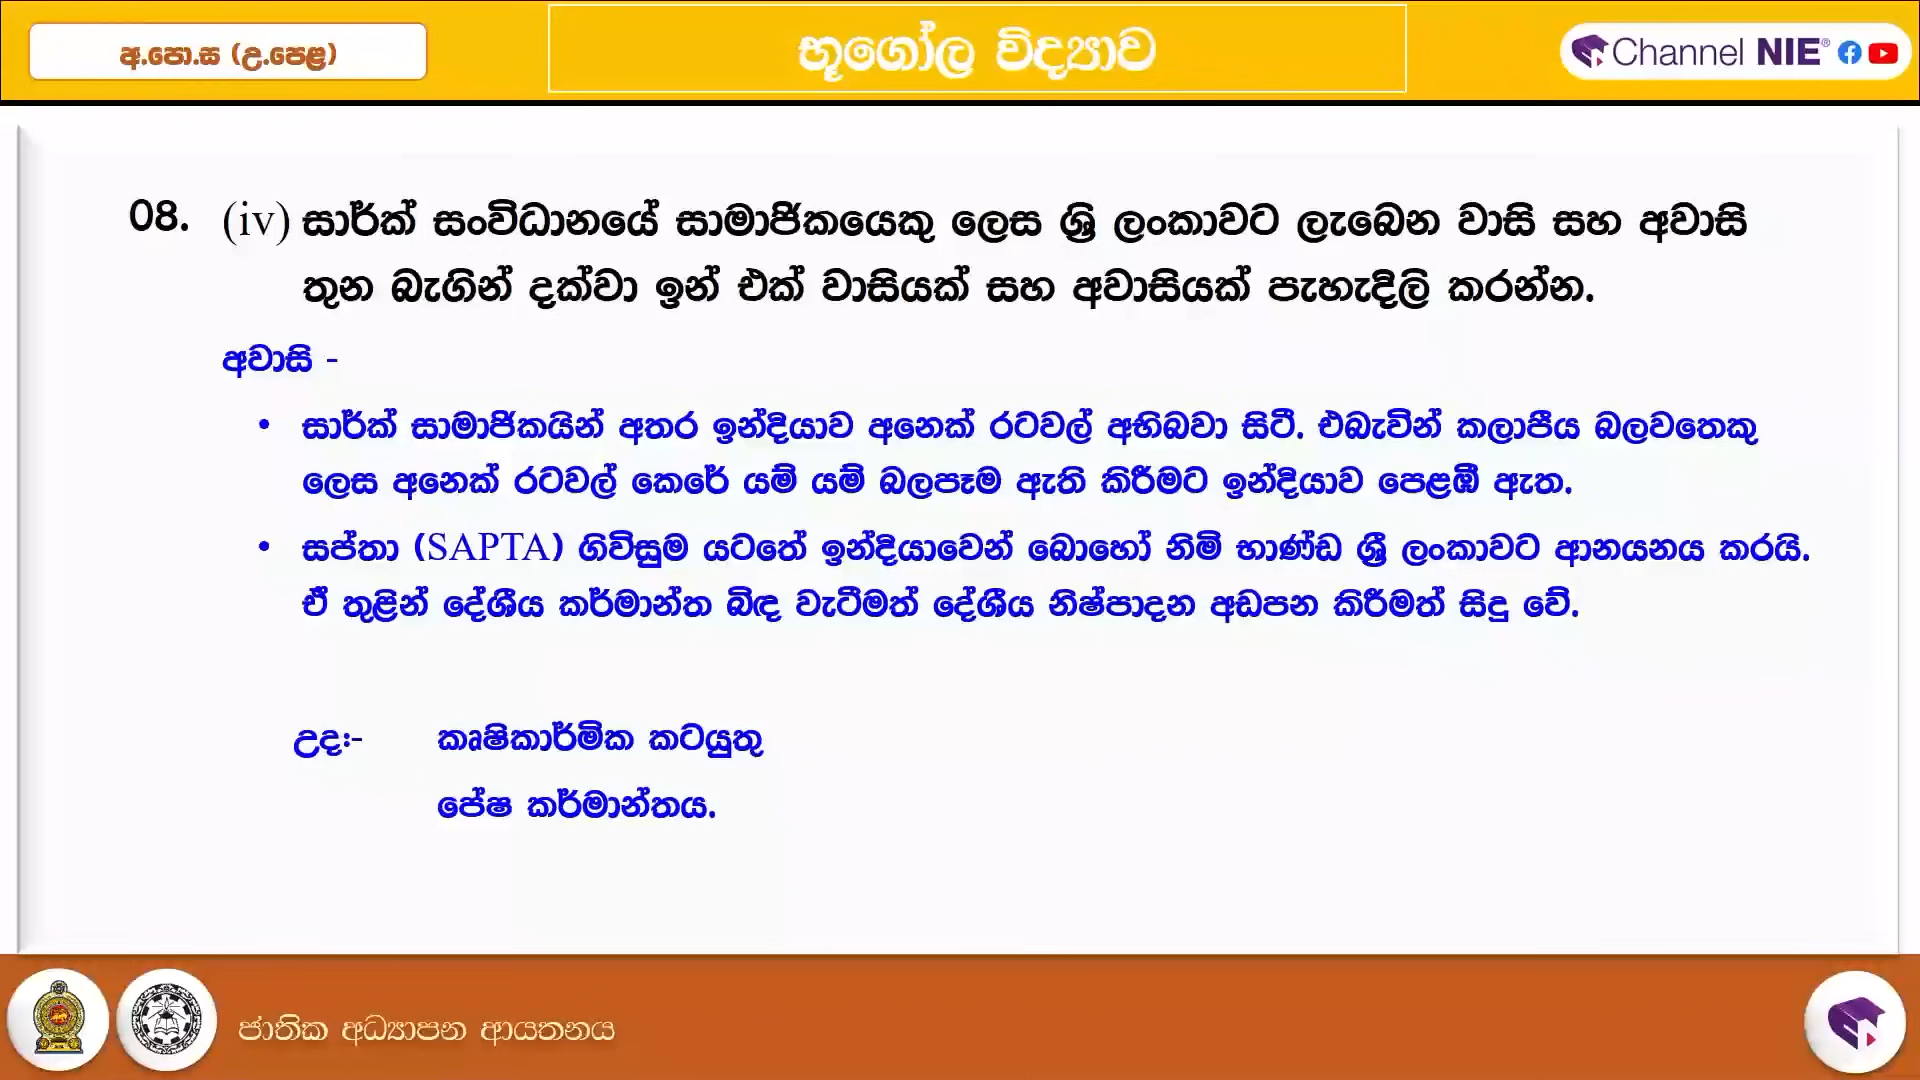 අ.පො.ස (උ.පෙළ)
භූගෝල විද්‍යාව
Channel NIE®
08. (iv) සාර්ක් සංවිධානයේ සාමාජිකයෙකු ලෙස ශ්‍රි ලංකාවට ලැබෙන වාසි සහ අවාසි
තුන බැගින් දක්වා ඉන් එක් වාසියක් සහ අවාසියක් පැහැදිලි කරන්න.
අවාසි -
• සාර්ක් සාමාජිකයින් අතර ඉන්දියාව අනෙක් රටවල් අභිබවා සිටී. එබැවින් කලාපීය බලවතෙකු
ලෙස අනෙක් රටවල් කෙරේ යම් යම් බලපෑම ඇති කිරීමට ඉන්දියාව පෙළඹී ඇත.
• සප්තා (SAPTA) ගිවිසුම යටතේ ඉන්දියාවෙන් බොහෝ නිමි භාණ්ඩ ශ්‍රී ලංකාවට ආනයනය කරයි.
ඒ තුළින් දේශීය කර්මාන්ත බිඳ වැටීමත් දේශීය නිෂ්පාදන අඩපන කිරීමත් සිදු වේ.
උදා:- කෘෂිකාර්මික කටයුතු
පේෂ කර්මාන්තය.
ජාතික අධ්‍යාපන ආයතනය